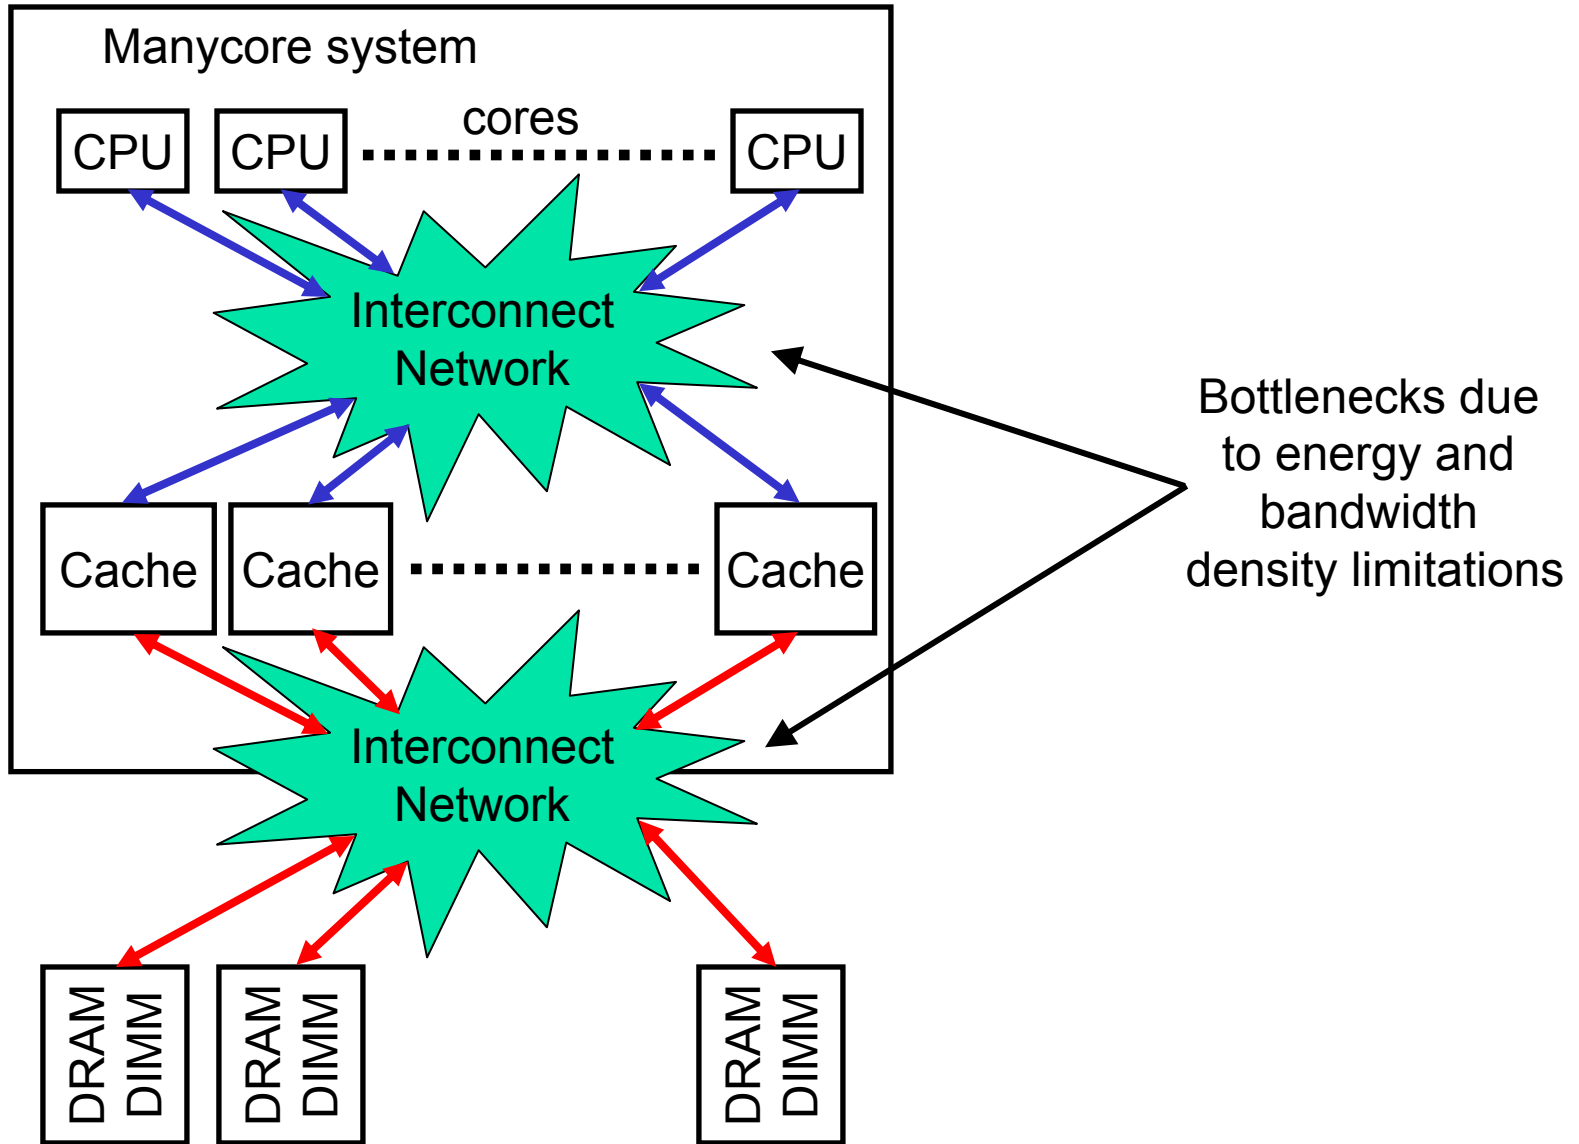 Manycore system
cores
CPU CPU CPU
Interconnect
Network
Bottlenecks due
to energy and
bandwidth
density limitations
Cache Cache Cache
Interconnect
Network
DRAM
DIMM
DRAM
DIMM
DRAM
DIMM